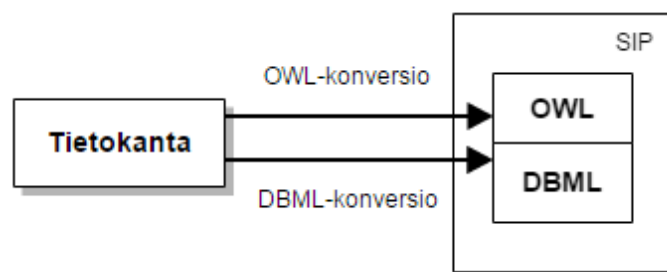 SIP
OWL-konversio
OWL
Tietokanta
DBML
DBML-konversio